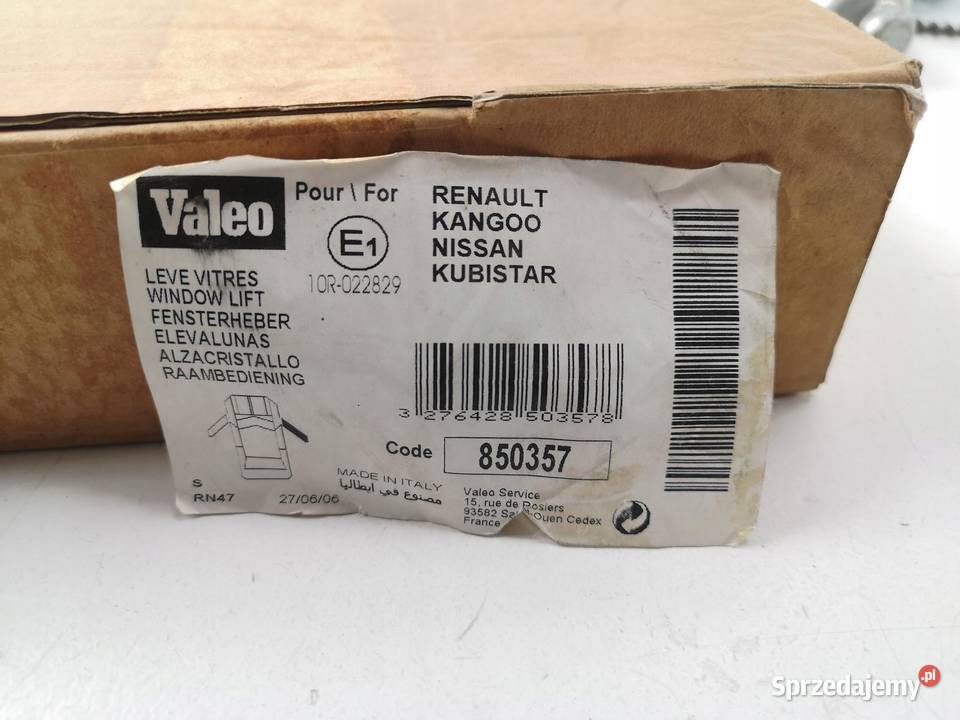 Valeo
Pour \ For
RENAULT
KANGOO
NISSAN
KUBISTAR
E1
10R-022829
LEVE VITRES
WINDOW LIFT
FENSTERHEBER
ELEVALUNAS
ALZACRISTALLO
RAAMBEDIENING
3 276428 503578
Code 850357
MADE IN ITALY
مصنوع في ايطاليا
S
RN47 27/06/06
Valeo Service
15, rue de Rosiers
93582 Ouen Cedex
France
Sprzedajemy.pl